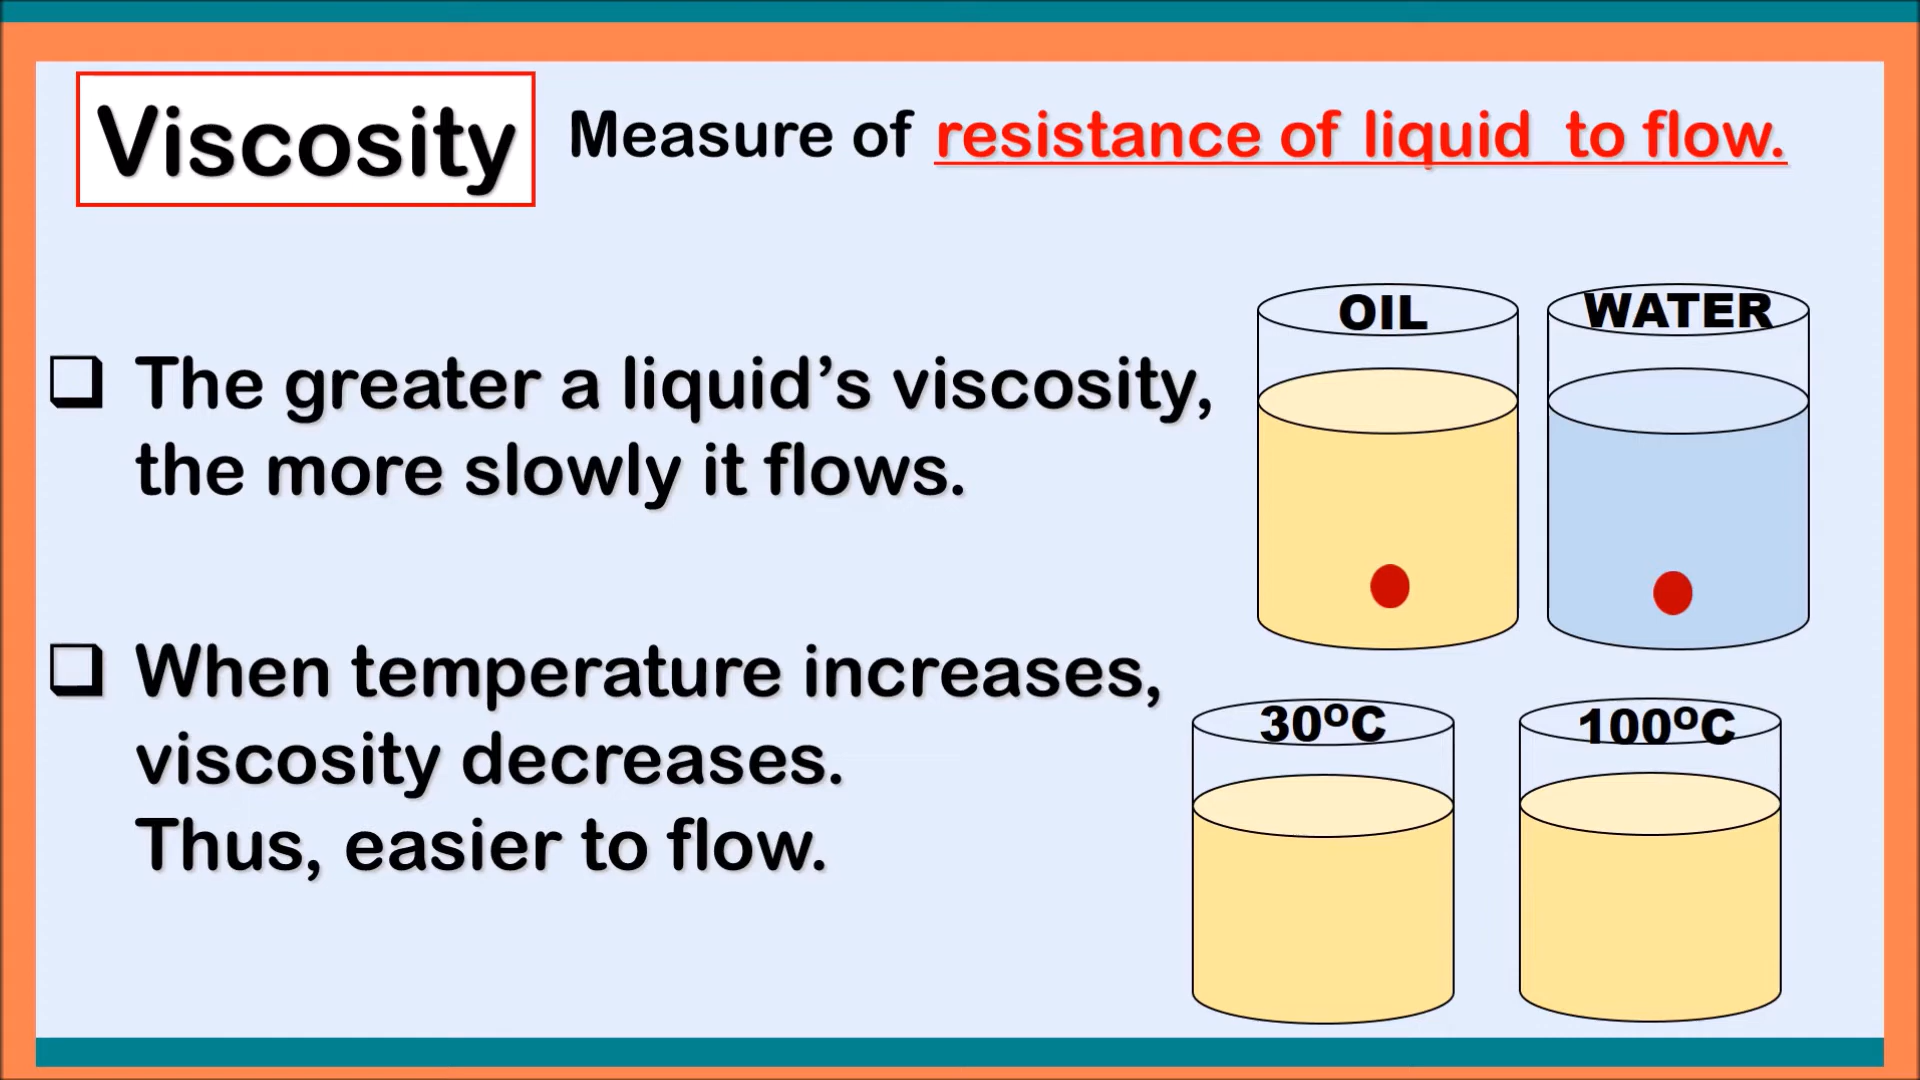 Viscosity
Measure of resistance of liquid to flow.
❑ The greater a liquid’s viscosity,
the more slowly it flows.
OIL
WATER
❑ When temperature increases,
viscosity decreases.
Thus, easier to flow.
30ºC
100ºC